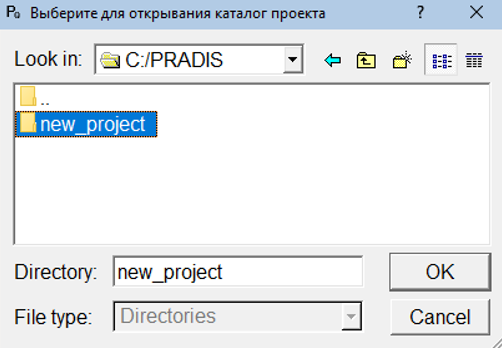 Выберите для открывания каталог проекта ? ×
Look in: C:/PRADIS
..
new_project
Directory: new_project OK
File type: Directories Cancel